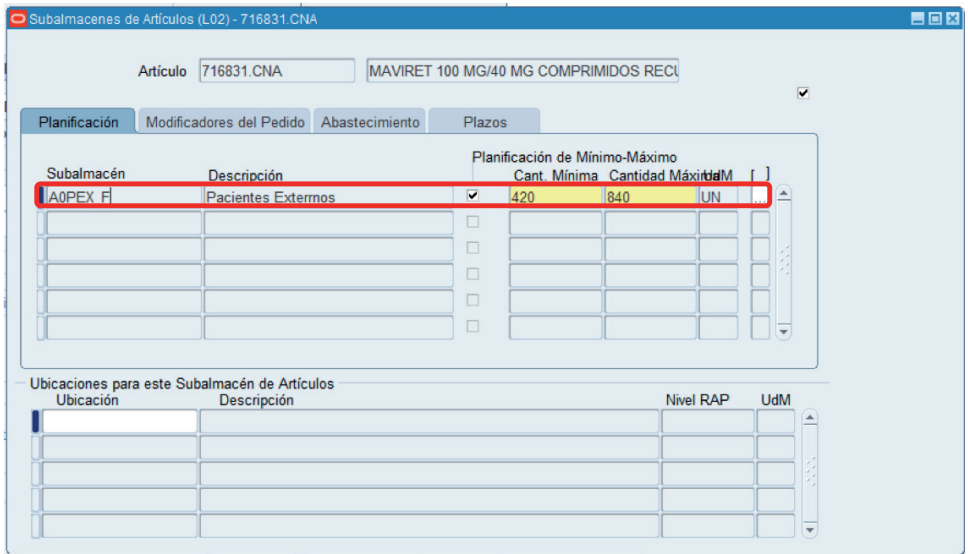 Subalmacenes de Artículos (L02) - 716831.CNA
Artículo 716831.CNA MAVIRET 100 MG/40 MG COMPRIMIDOS RECU
Planificación Modificadores del Pedido Abastecimiento Plazos
Planificación de Mínimo-Máximo
Subalmacén Descripción Cant. Mínima Cantidad Máxima UdM [ ]
A0PEX_F Pacientes Extermos 420 840 UN ...
Ubicaciones para este Subalmacén de Artículos
Ubicación Descripción Nivel RAP UdM